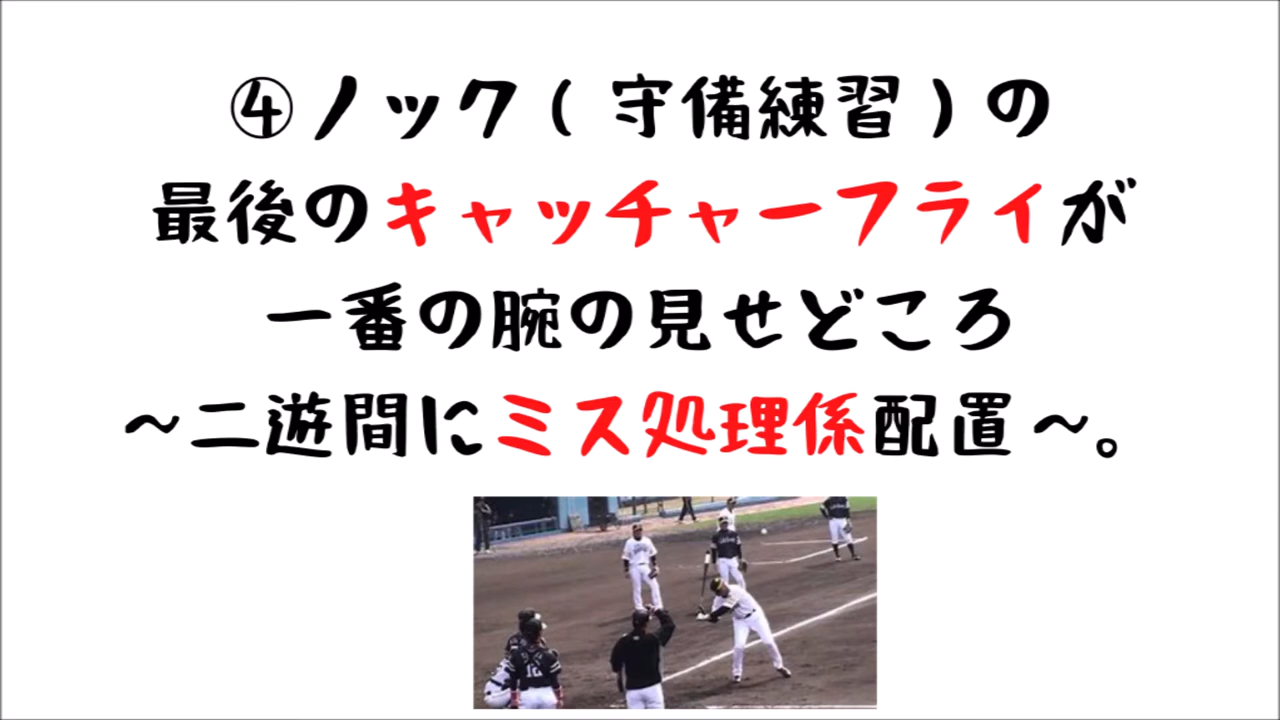 ④ノック（守備練習）の
最後のキャッチャーフライが
一番の腕の見せどころ
～二遊間にミス処理係配置～。
12